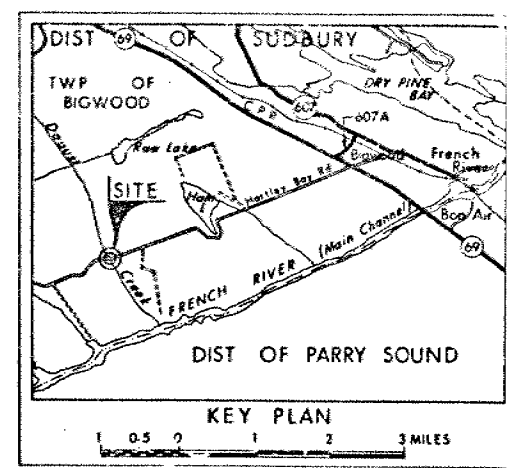 DIST OF SUDBURY
69
TWP OF
BIGWOOD
DRY PINE
BAY
607
607A
C.P.R.
Raw Lake
Bigwood
French
River
Hartley Bay Rd
Ham L
SITE
Creek
FRENCH RIVER (Main Channel)
Bon Air
69
DIST OF PARRY SOUND
KEY PLAN
1 0.5 0 1 2 3 MILES